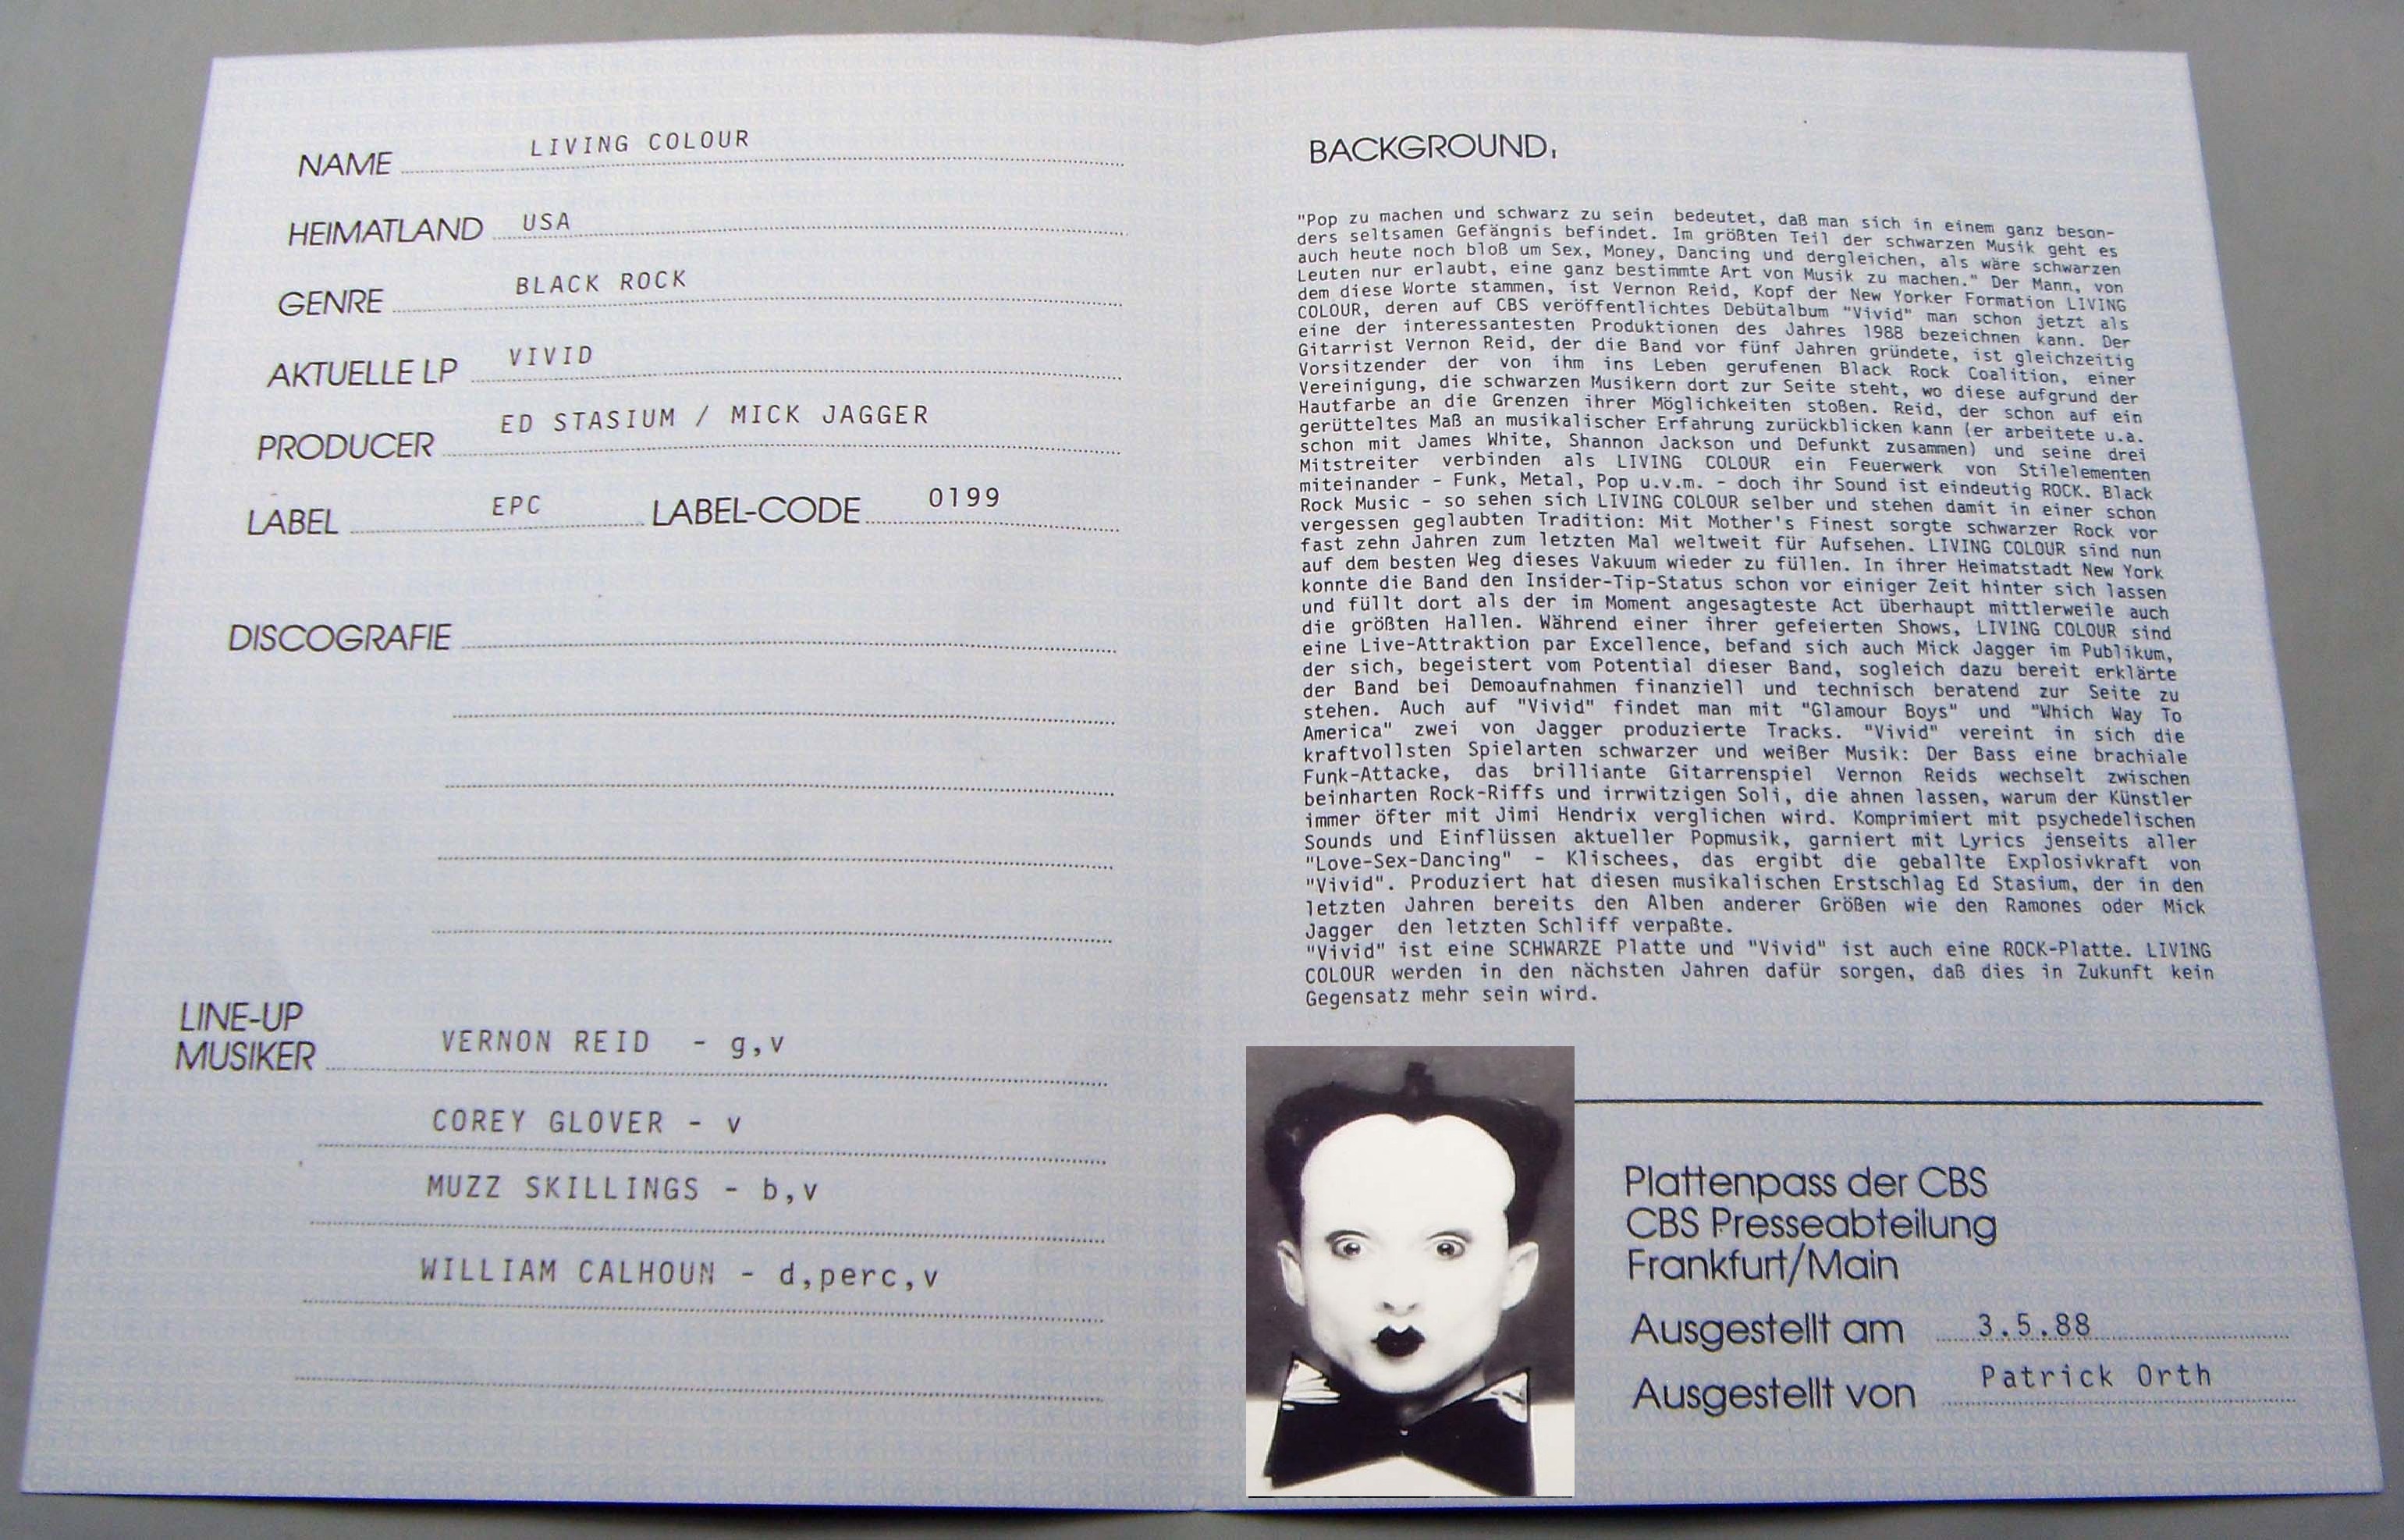 NAME LIVING COLOUR
HEIMATLAND USA
GENRE BLACK ROCK
AKTUELLE LP VIVID
PRODUCER ED STASIUM / MICK JAGGER
LABEL EPC LABEL-CODE 0199
DISCOGRAFIE
LINE-UP
MUSIKER VERNON REID - g,v
COREY GLOVER - v
MUZZ SKILLINGS - b,v
WILLIAM CALHOUN - d,perc,v
BACKGROUND,
"Pop zu machen und schwarz zu sein bedeutet, daß man sich in einem ganz beson-
ders seltsamen Gefängnis befindet. Im größten Teil der schwarzen Musik geht es
auch heute noch bloß um Sex, Money, Dancing und dergleichen, als wäre schwarzen
Leuten nur erlaubt, eine ganz bestimmte Art von Musik zu machen." Der Mann, von
dem diese Worte stammen, ist Vernon Reid, Kopf der New Yorker Formation LIVING
COLOUR, deren auf CBS veröffentlichtes Debütalbum "Vivid" man schon jetzt als
eine der interessantesten Produktionen des Jahres 1988 bezeichnen kann. Der
Gitarrist Vernon Reid, der die Band vor fünf Jahren gründete, ist gleichzeitig
Vorsitzender der von ihm ins Leben gerufenen Black Rock Coalition, einer
Vereinigung, die schwarzen Musikern dort zur Seite steht, wo diese aufgrund der
Hautfarbe an die Grenzen ihrer Möglichkeiten stoßen. Reid, der schon auf ein
gerütteltes Maß an musikalischer Erfahrung zurückblicken kann (er arbeitete u.a.
schon mit James White, Shannon Jackson und Defunkt zusammen) und seine drei
Mitstreiter verbinden als LIVING COLOUR ein Feuerwerk von Stilelementen
miteinander - Funk, Metal, Pop u.v.m. - doch ihr Sound ist eindeutig ROCK. Black
Rock Music - so sehen sich LIVING COLOUR selber und stehen damit in einer schon
vergessen geglaubten Tradition: Mit Mother's Finest sorgte schwarzer Rock vor
fast zehn Jahren zum letzten Mal weltweit für Aufsehen. LIVING COLOUR sind nun
auf dem besten Weg dieses Vakuum wieder zu füllen. In ihrer Heimatstadt New York
konnte die Band den Insider-Tip-Status schon vor einiger Zeit hinter sich lassen
und füllt dort als der im Moment angesagteste Act überhaupt mittlerweile auch
die größten Hallen. Während einer ihrer gefeierten Shows, LIVING COLOUR sind
eine Live-Attraktion par Excellence, befand sich auch Mick Jagger im Publikum,
der sich, begeistert vom Potential dieser Band, sogleich dazu bereit erklärte
der Band bei Demoaufnahmen finanziell und technisch beratend zur Seite zu
stehen. Auch auf "Vivid" findet man mit "Glamour Boys" und "Which Way To
America" zwei von Jagger produzierte Tracks. "Vivid" vereint in sich die
kraftvollsten Spielarten schwarzer und weißer Musik: Der Bass eine brachiale
Funk-Attacke, das brilliante Gitarrenspiel Vernon Reids wechselt zwischen
beinharten Rock-Riffs und irrwitzigen Soli, die ahnen lassen, warum der Künstler
immer öfter mit Jimi Hendrix verglichen wird. Komprimiert mit psychedelischen
Sounds und Einflüssen aktueller Popmusik, garniert mit Lyrics jenseits aller
"Love-Sex-Dancing" - Klischees, das ergibt die geballte Explosivkraft von
"Vivid". Produziert hat diesen musikalischen Erstschlag Ed Stasium, der in den
letzten Jahren bereits den Alben anderer Größen wie den Ramones oder Mick
Jagger den letzten Schliff verpaßte.
"Vivid" ist eine SCHWARZE Platte und "Vivid" ist auch eine ROCK-Platte. LIVING
COLOUR werden in den nächsten Jahren dafür sorgen, daß dies in Zukunft kein
Gegensatz mehr sein wird.
Plattenpass der CBS
CBS Presseabteilung
Frankfurt/Main
Ausgestellt am 3.5.88
Ausgestellt von Patrick Orth